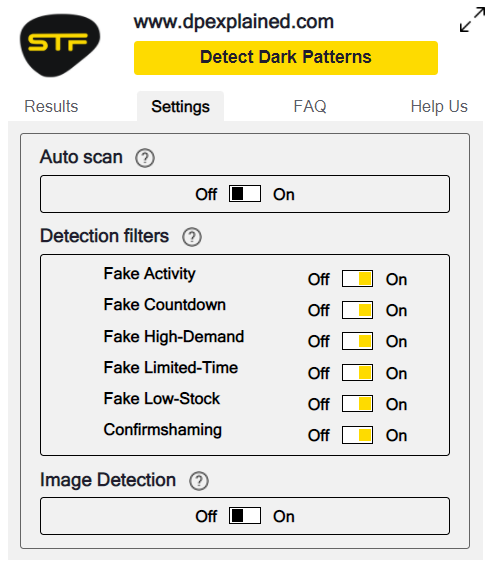 STF
www.dpexplained.com
Detect Dark Patterns
Results Settings FAQ Help Us
Auto scan ?
Off On
Detection filters ?
Fake Activity Off On
Fake Countdown Off On
Fake High-Demand Off On
Fake Limited-Time Off On
Fake Low-Stock Off On
Confirmshaming Off On
Image Detection ?
Off On